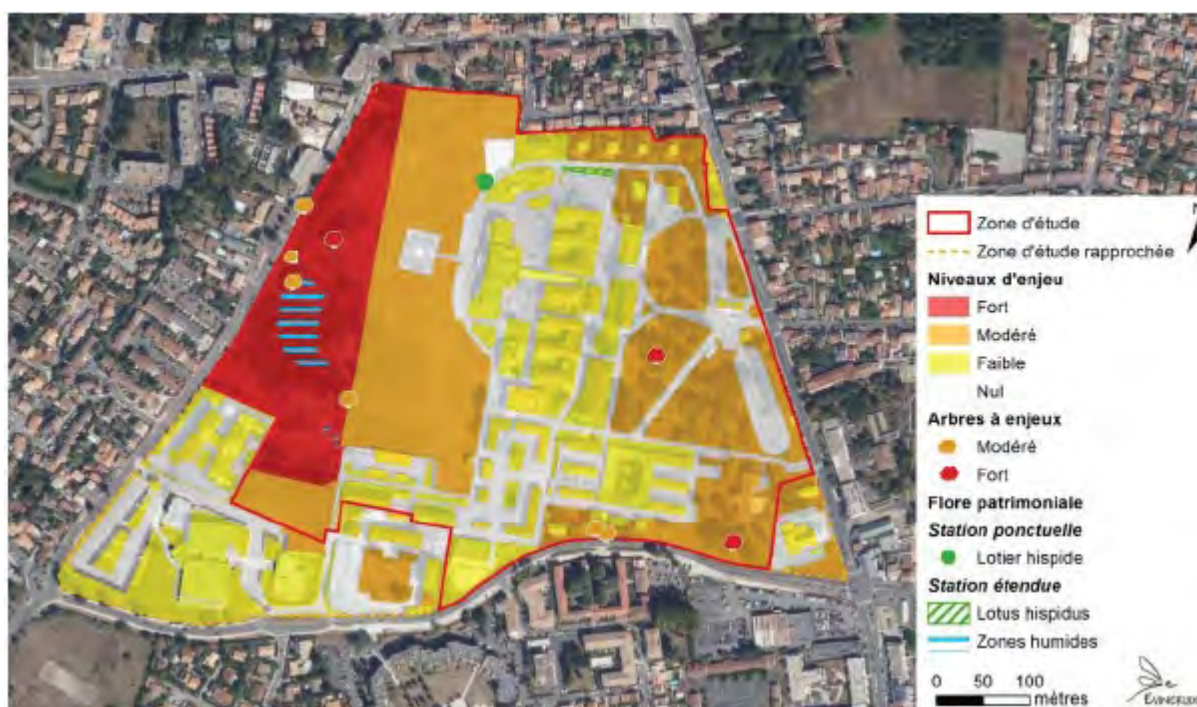 N
Zone d'étude
Zone d'étude rapprochée
Niveaux d'enjeu
Fort
Modéré
Faible
Nul
Arbres à enjeux
Modéré
Fort
Flore patrimoniale
Station ponctuelle
Lotier hispide
Station étendue
Lotus hispidus
Zones humides
0 50 100
mètres